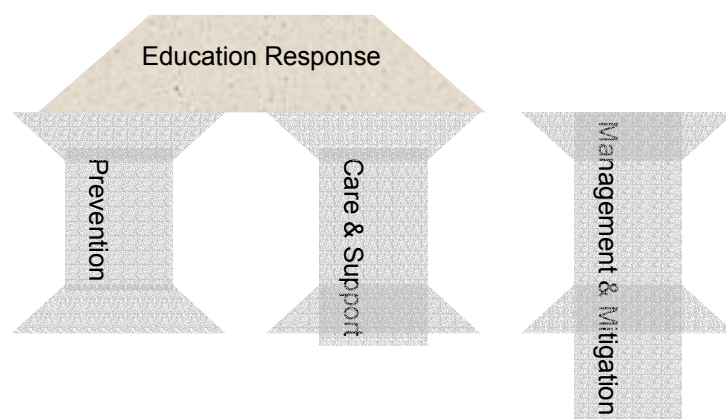 Education Response
Prevention
Care & Support
Management & Mitigation